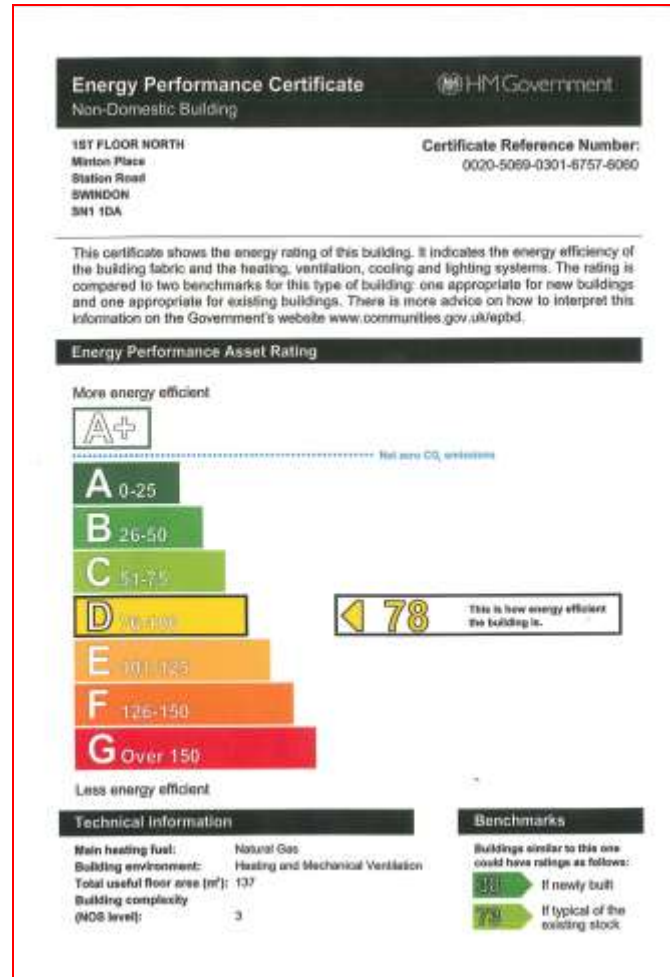 Energy Performance Certificate
HM Government
Non-Domestic Building
1ST FLOOR NORTH
Minton Place
Station Road
SWINDON
SN1 1DA
Certificate Reference Number:
0020-5069-0301-6757-6060
This certificate shows the energy rating of this building. It indicates the energy efficiency of
the building fabric and the heating, ventilation, cooling and lighting systems. The rating is
compared to two benchmarks for this type of building: one appropriate for new buildings
and one appropriate for existing buildings. There is more advice on how to interpret this
information on the Government's website www.communities.gov.uk/epbd.
Energy Performance Asset Rating
More energy efficient
A+
Net zero CO₂ emissions
A 0-25
B 26-50
C 51-75
D 76-100
78
This is how energy efficient
the building is.
E 101-125
F 126-150
G Over 150
Less energy efficient
Technical Information
Main heating fuel: Natural Gas
Building environment: Heating and Mechanical Ventilation
Total useful floor area (m²): 137
Building complexity
(NOS level): 3
Benchmarks
Buildings similar to this one
could have ratings as follows:
If newly built
If typical of the
existing stock